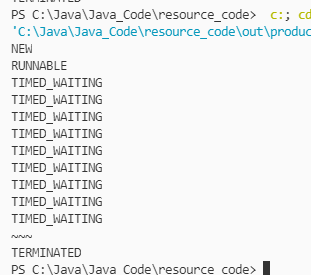 TERMINATED
PS C:\Java\Java_Code\resource_code>  c:; cd
'C:\Java\Java_Code\resource_code\out\produc
NEW
RUNNABLE
TIMED_WAITING
TIMED_WAITING
TIMED_WAITING
TIMED_WAITING
TIMED_WAITING
TIMED_WAITING
TIMED_WAITING
TIMED_WAITING
TIMED_WAITING
~~~
TERMINATED
PS C:\Java\Java_Code\resource_code>